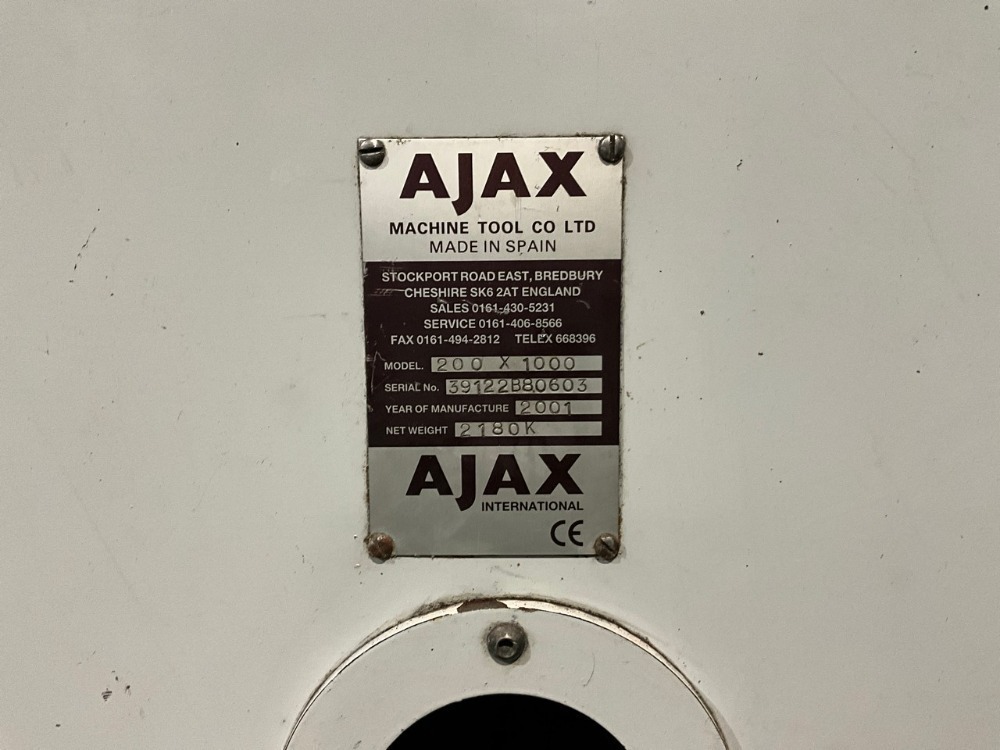 AJAX
MACHINE TOOL CO LTD
MADE IN SPAIN
STOCKPORT ROAD EAST, BREDBURY
CHESHIRE SK6 2AT ENGLAND
SALES 0161-430-5231
SERVICE 0161-406-8566
FAX 0161-494-2812 TELEX 668396
MODEL. 200 X 1000
SERIAL No. 39122B80603
YEAR OF MANUFACTURE 2001
NET WEIGHT 2180K
AJAX
INTERNATIONAL
CE